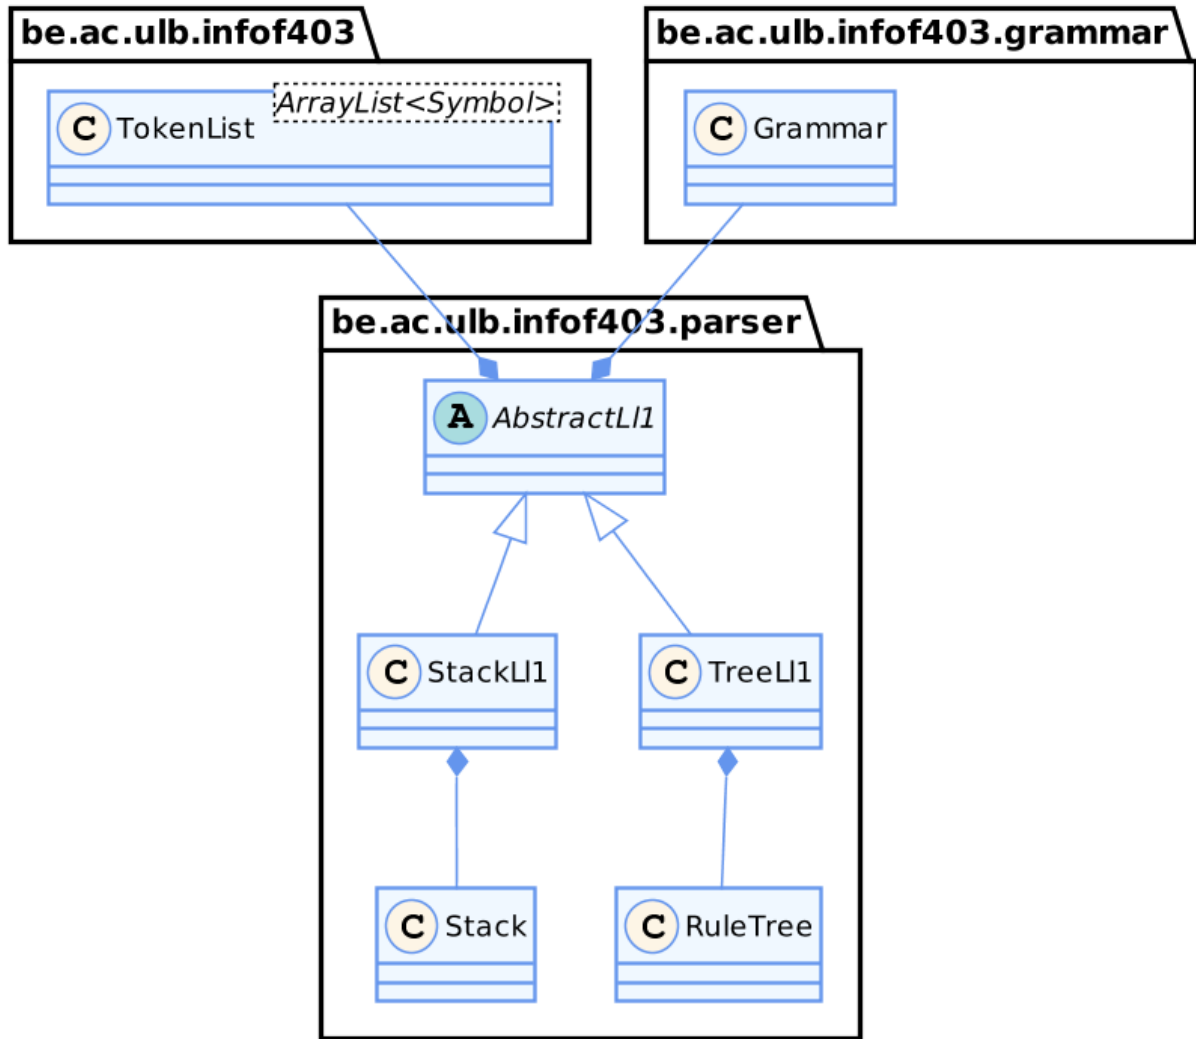 be.ac.ulb.infof403
be.ac.ulb.infof403.grammar
ArrayList<Symbol>
C TokenList
C Grammar
be.ac.ulb.infof403.parser
A AbstractLl1
C StackLl1
C TreeLl1
C Stack
C RuleTree